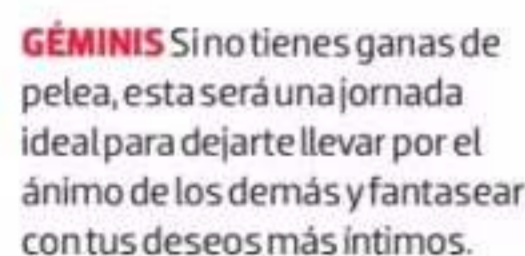 GÉMINIS Si no tienes ganas de
pelea, esta será una jornada
ideal para dejarte llevar por el
ánimo de los demás y fantasear
con tus deseos más íntimos.